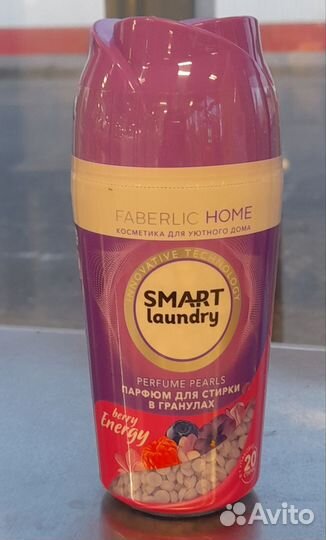 FABERLIC HOME
КОСМЕТИКА ДЛЯ УЮТНОГО ДОМА
INNOVATIVE TECHNOLOGY
SMART
laundry
PERFUME PEARLS
ПАРФЮМ ДЛЯ СТИРКИ
В ГРАНУЛАХ
berry
Energy
20
Avito